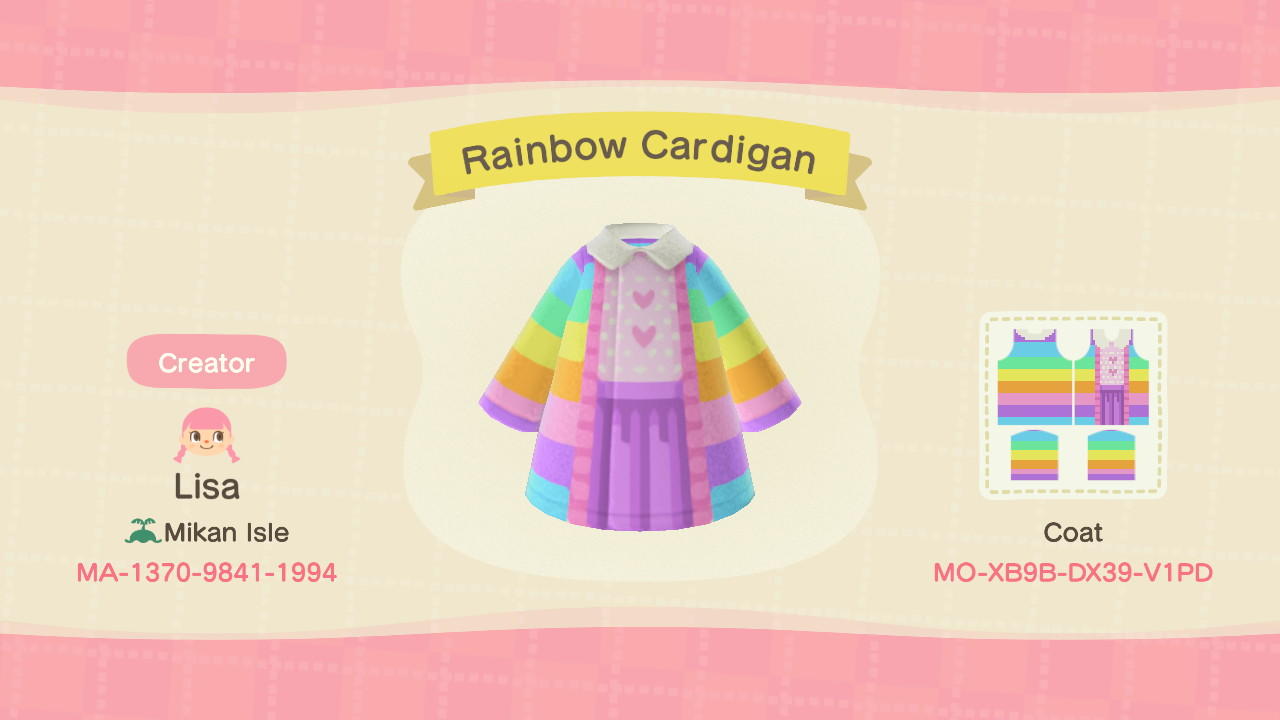 Rainbow Cardigan
Creator
Lisa
Mikan Isle
MA-1370-9841-1994
Coat
MO-XB9B-DX39-V1PD